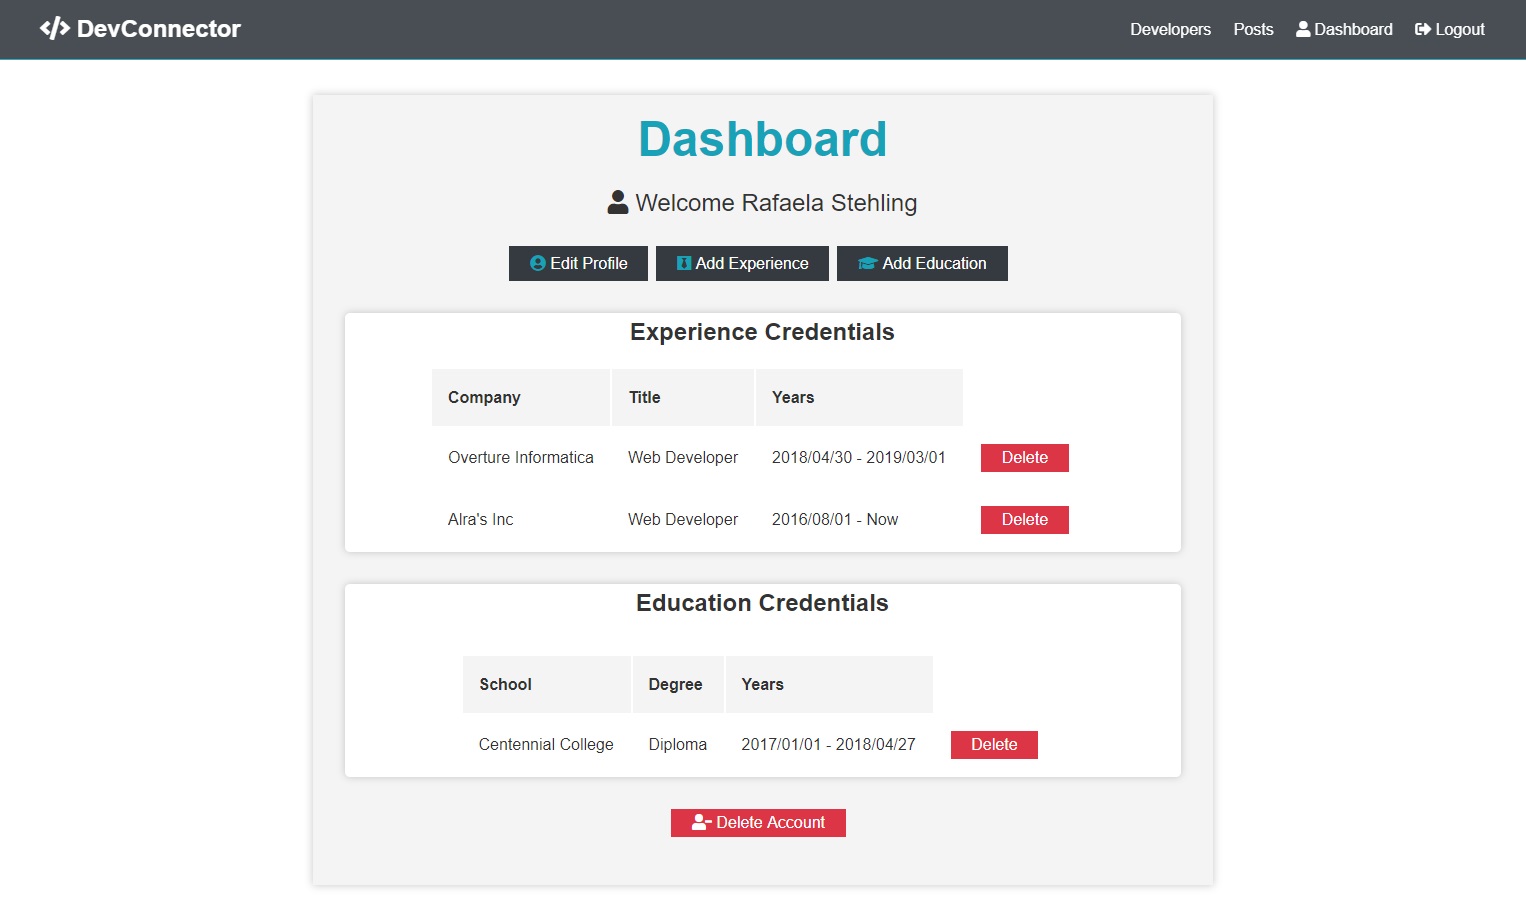 DevConnector
Developers Posts Dashboard Logout
Dashboard
Welcome Rafaela Stehling
Edit Profile Add Experience Add Education
Experience Credentials
Company Title Years
Overture Informatica Web Developer 2018/04/30 - 2019/03/01 Delete
Alra's Inc Web Developer 2016/08/01 - Now Delete
Education Credentials
School Degree Years
Centennial College Diploma 2017/01/01 - 2018/04/27 Delete
Delete Account